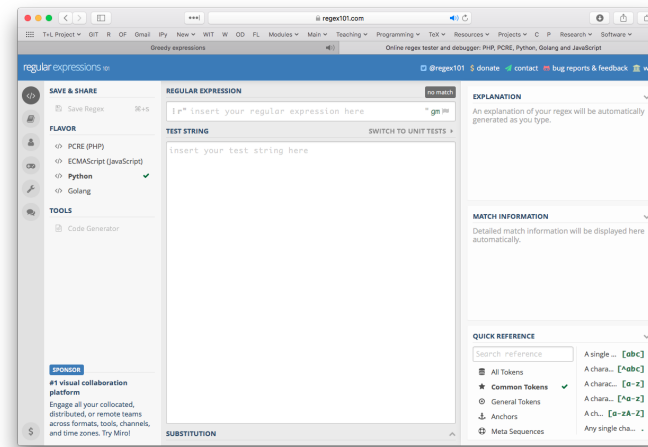 regex101.com
T+L Project GIT R OF Gmail IPy New WIT W OD FL Modules Main Teaching Programming TeX Resources Projects C P Research Software
Greedy expressions
Online regex tester and debugger: PHP, PCRE, Python, Golang and JavaScript
regular expressions 101
@regex101 $ donate contact bug reports & feedback
SAVE & SHARE
Save Regex ⌘+s
FLAVOR
</> PCRE (PHP)
</> ECMAScript (JavaScript)
</> Python
</> Golang
TOOLS
Code Generator
SPONSOR
#1 visual collaboration
platform
Engage all your collocated,
distributed, or remote teams
across formats, tools, channels,
and time zones. Try Miro!
$
REGULAR EXPRESSION
no match
r" insert your regular expression here " gm
TEST STRING
SWITCH TO UNIT TESTS
insert your test string here
SUBSTITUTION
EXPLANATION
An explanation of your regex will be automatically
generated as you type.
MATCH INFORMATION
Detailed match information will be displayed here
automatically.
QUICK REFERENCE
Search reference
All Tokens
Common Tokens
General Tokens
Anchors
Meta Sequences
A single ... [abc]
A chara... [^abc]
A charac... [a-z]
A chara... [^a-z]
A ch... [a-zA-Z]
Any single cha... .